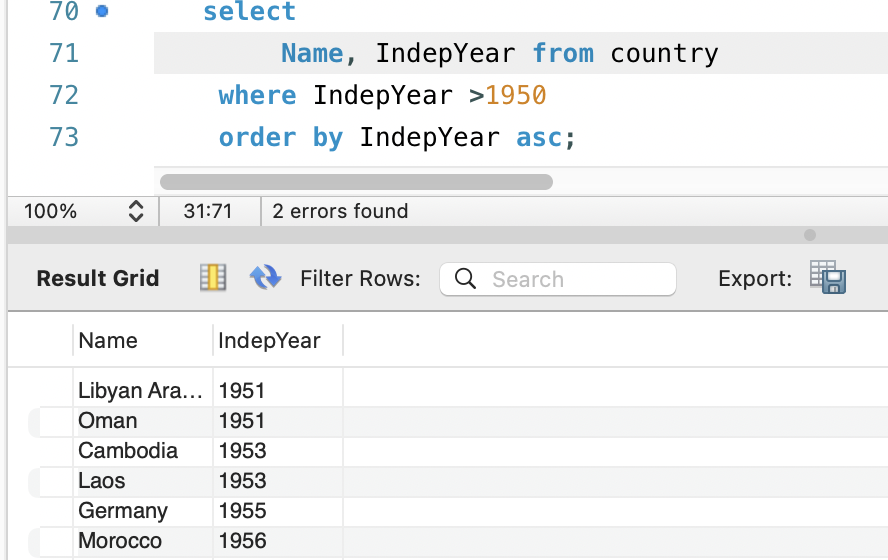 70 select
71 Name, IndepYear from country
72 where IndepYear >1950
73 order by IndepYear asc;
100% 31:71 2 errors found
Result Grid Filter Rows: Search Export:
Name IndepYear
Libyan Ara... 1951
Oman 1951
Cambodia 1953
Laos 1953
Germany 1955
Morocco 1956